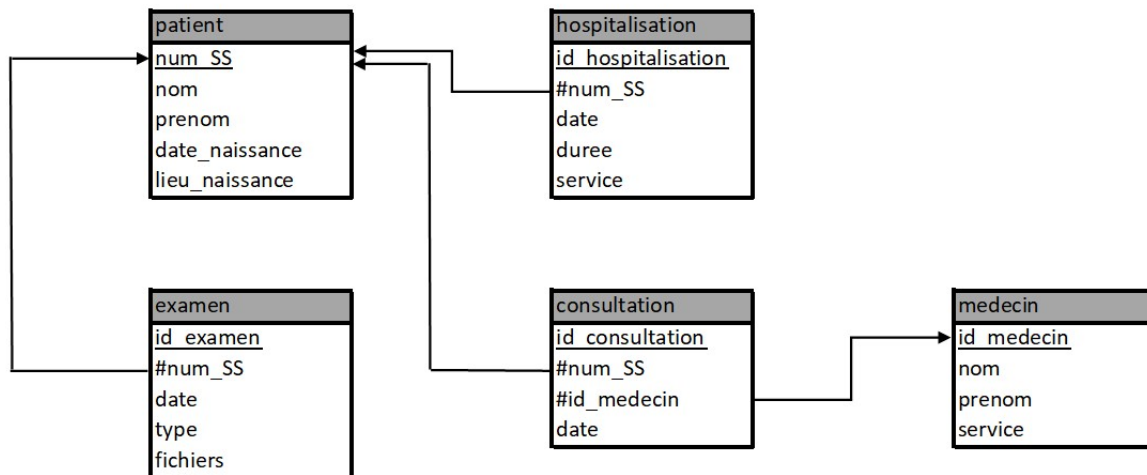 patient
num_SS
nom
prenom
date_naissance
lieu_naissance
hospitalisation
id_hospitalisation
#num_SS
date
duree
service
examen
id_examen
#num_SS
date
type
fichiers
consultation
id_consultation
#num_SS
#id_medecin
date
medecin
id_medecin
nom
prenom
service